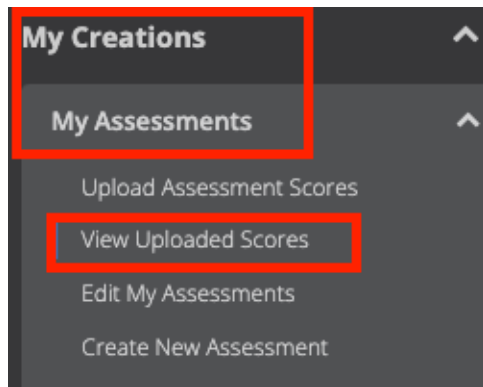 My Creations
My Assessments
Upload Assessment Scores
View Uploaded Scores
Edit My Assessments
Create New Assessment